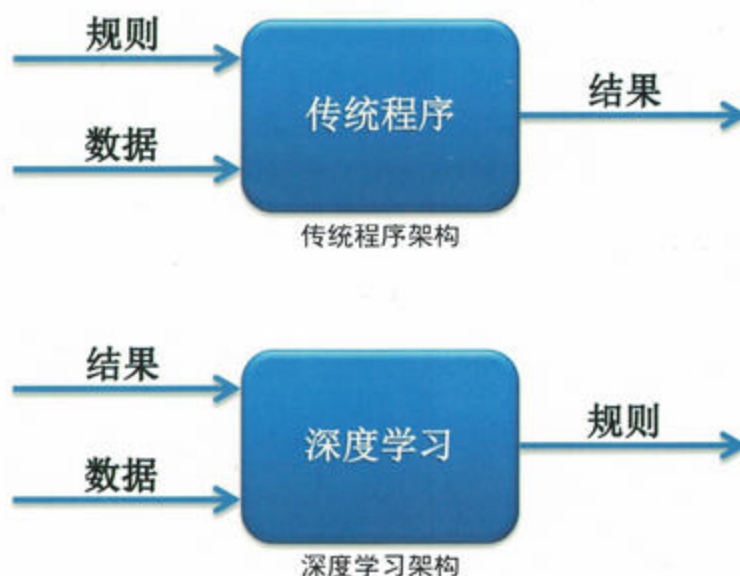 规则
数据
传统程序
结果
传统程序架构
结果
数据
深度学习
规则
深度学习架构